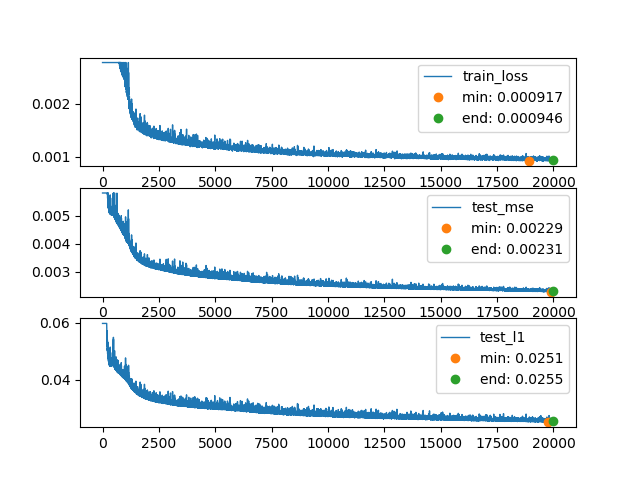 train_loss
min: 0.000917
end: 0.000946
0.002
0.001
0 2500 5000 7500 10000 12500 15000 17500 20000
test_mse
min: 0.00229
end: 0.00231
0.005
0.004
0.003
0 2500 5000 7500 10000 12500 15000 17500 20000
test_l1
min: 0.0251
end: 0.0255
0.06
0.04
0 2500 5000 7500 10000 12500 15000 17500 20000